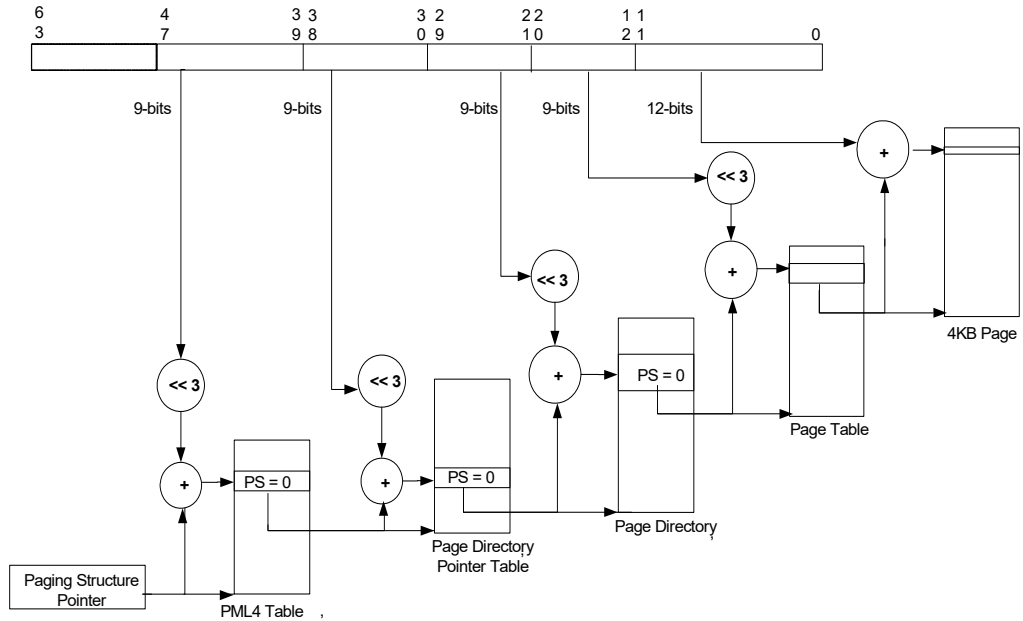 6 4 3 3 3 2 2 2 1 1
3 7 9 8 0 9 1 0 2 1 0
9-bits 9-bits 9-bits 9-bits 12-bits
+
<< 3
+
<< 3
4KB Page
+
PS = 0
<< 3
<< 3
Page Table
+
PS = 0
+
PS = 0
Page Directory
Page Directory
Pointer Table
Paging Structure
Pointer
PML4 Table